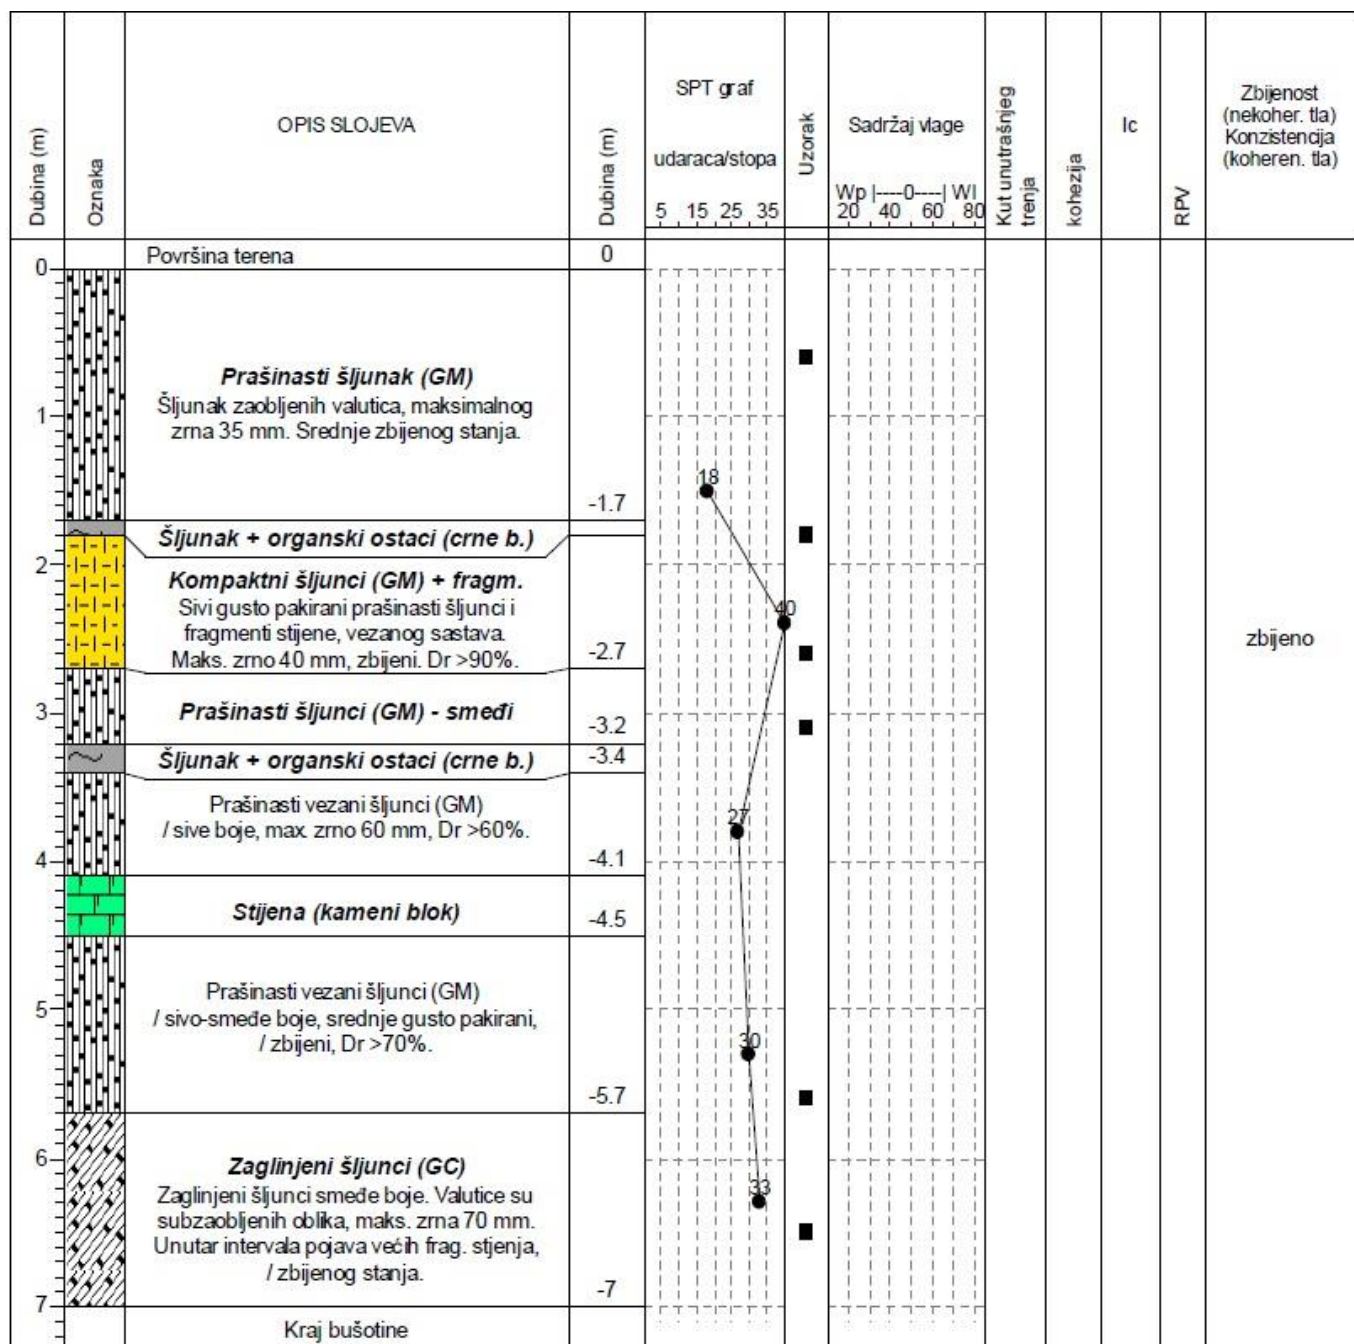 Dubina (m)
Oznaka
OPIS SLOJEVA
Dubina (m)
SPT graf
udaraca/stopa
5 15 25 35
Uzorak
Sadržaj vlage
Wp |----0----| Wl
20 40 60 80
Kut unutrašnjeg
trenja
kohezija
Ic
RPV
Zbijenost
(nekoher. tla)
Konzistencija
(koheren. tla)
Površina terena
0
0
Prašinasti šljunak (GM)
Šljunak zaobljenih valutica, maksimalnog
zrna 35 mm. Srednje zbijenog stanja.
1
18
-1.7
Šljunak + organski ostaci (crne b.)
2
Kompaktni šljunci (GM) + fragm.
Sivi gusto pakirani prašinasti šljunci i
fragmenti stijene, vezanog sastava.
Maks. zrno 40 mm, zbijeni. Dr >90%.
40
-2.7
zbijeno
Prašinasti šljunci (GM) - smeđi
3
-3.2
Šljunak + organski ostaci (crne b.)
-3.4
Prašinasti vezani šljunci (GM)
/ sive boje, max. zrno 60 mm, Dr >60%.
27
4
-4.1
Stijena (kameni blok)
-4.5
Prašinasti vezani šljunci (GM)
/ sivo-smeđe boje, srednje gusto pakirani,
/ zbijeni, Dr >70%.
5
30
-5.7
Zaglinjeni šljunci (GC)
Zaglinjeni šljunci smeđe boje. Valutice su
subzaobljenih oblika, maks. zrna 70 mm.
Unutar intervala pojava većih frag. stjenja,
/ zbijenog stanja.
6
33
-7
7
Kraj bušotine